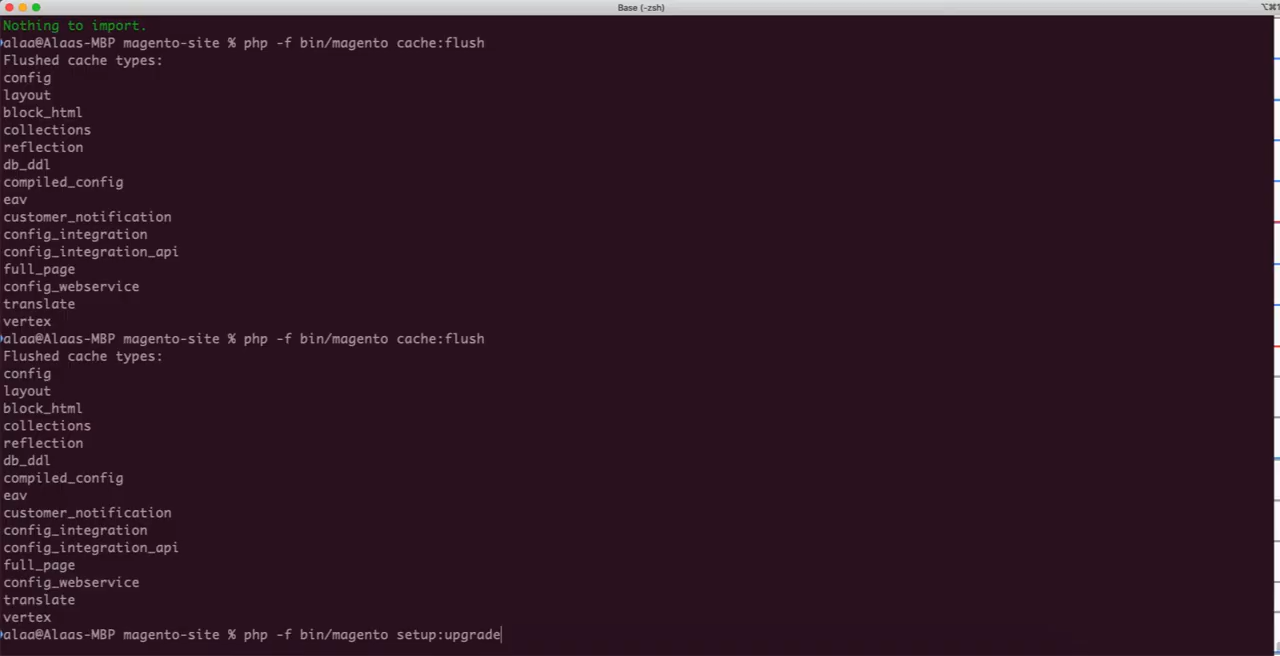 Base (-zsh)
Nothing to import.
alaa@Alaas-MBP magento-site % php -f bin/magento cache:flush
Flushed cache types:
config
layout
block_html
collections
reflection
db_ddl
compiled_config
eav
customer_notification
config_integration
config_integration_api
full_page
config_webservice
translate
vertex
alaa@Alaas-MBP magento-site % php -f bin/magento cache:flush
Flushed cache types:
config
layout
block_html
collections
reflection
db_ddl
compiled_config
eav
customer_notification
config_integration
config_integration_api
full_page
config_webservice
translate
vertex
alaa@Alaas-MBP magento-site % php -f bin/magento setup:upgrade